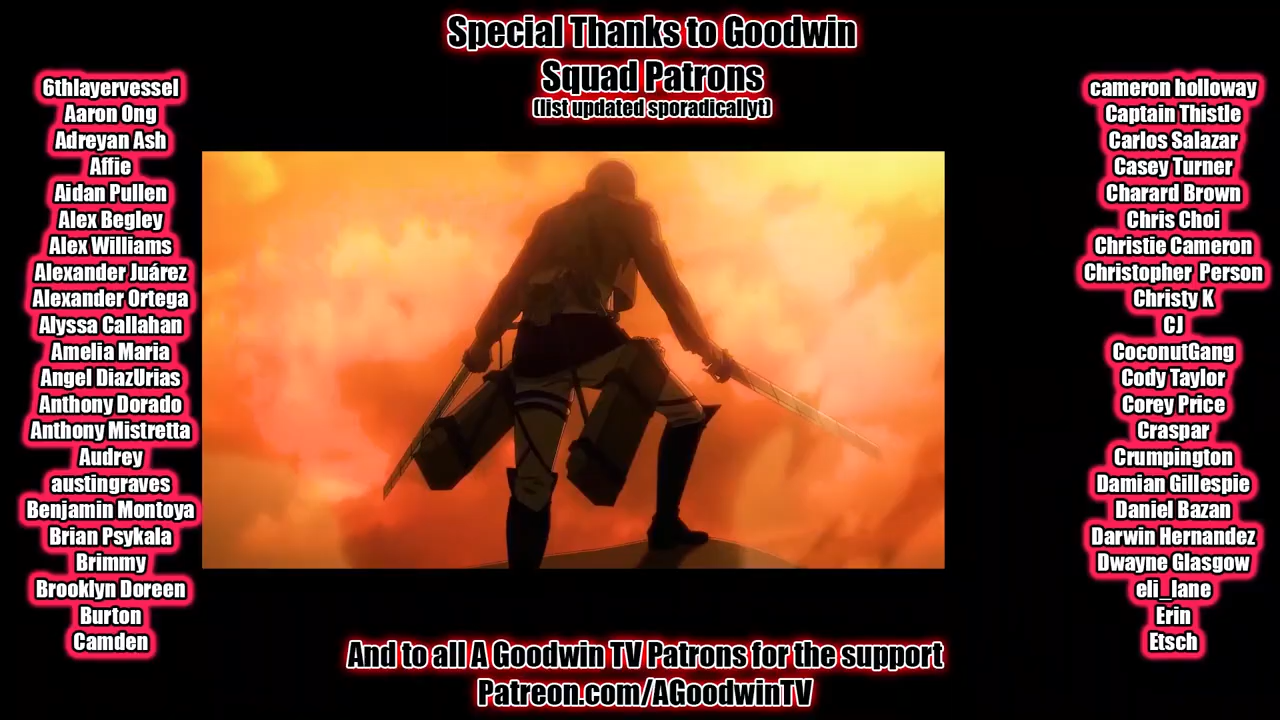 Special Thanks to Goodwin
Squad Patrons
(list updated sporadicallyt)
6thlayervessel
Aaron Ong
Adreyan Ash
Affie
Aidan Pullen
Alex Begley
Alex Williams
Alexander Juárez
Alexander Ortega
Alyssa Callahan
Amelia Maria
Angel DiazUrias
Anthony Dorado
Anthony Mistretta
Audrey
austingraves
Benjamin Montoya
Brian Psykala
Brimmy
Brooklyn Doreen
Burton
Camden
cameron holloway
Captain Thistle
Carlos Salazar
Casey Turner
Charard Brown
Chris Choi
Christie Cameron
Christopher Person
Christy K
CJ
CoconutGang
Cody Taylor
Corey Price
Craspar
Crumpington
Damian Gillespie
Daniel Bazan
Darwin Hernandez
Dwayne Glasgow
eli_lane
Erin
Etsch
And to all A Goodwin TV Patrons for the support
Patreon.com/AGoodwinTV